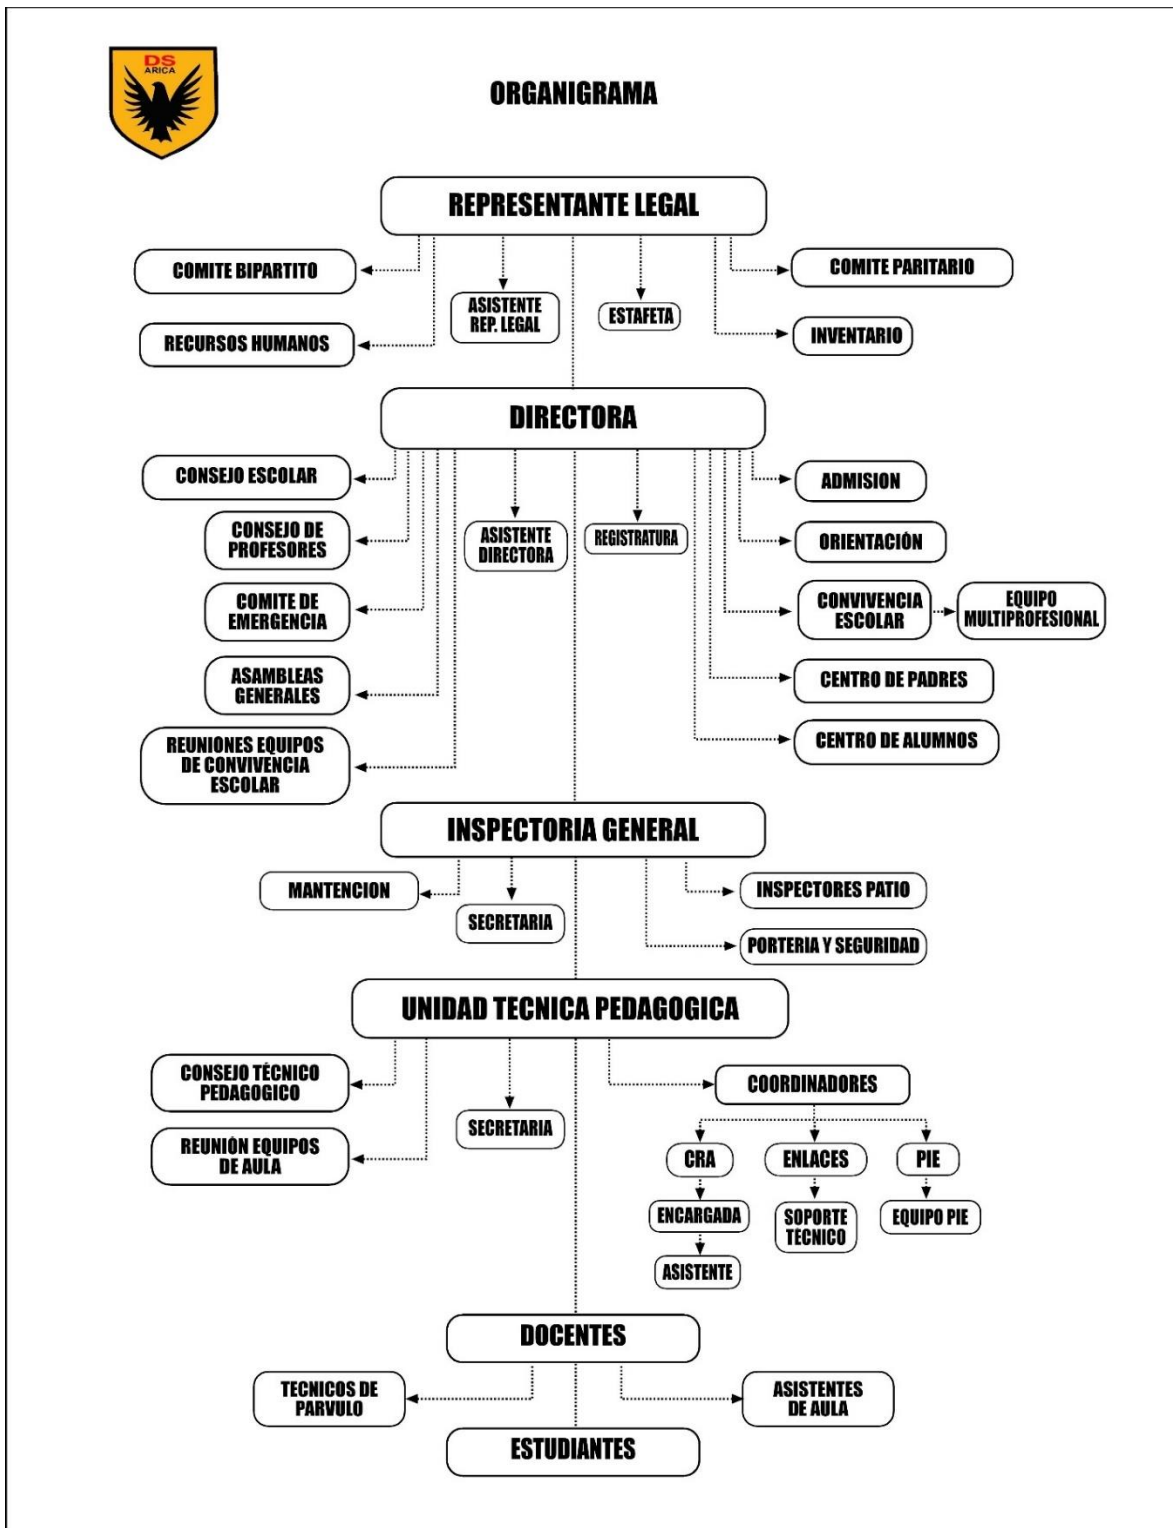 DS
ARICA
ORGANIGRAMA
REPRESENTANTE LEGAL
COMITE BIPARTITO
COMITE PARITARIO
ASISTENTE
REP. LEGAL
ESTAFETA
RECURSOS HUMANOS
INVENTARIO
DIRECTORA
CONSEJO ESCOLAR
ADMISION
CONSEJO DE
PROFESORES
ASISTENTE
DIRECTORA
REGISTRATURA
ORIENTACIÓN
COMITE DE
EMERGENCIA
CONVIVENCIA
ESCOLAR
EQUIPO
MULTIPROFESIONAL
ASAMBLEAS
GENERALES
CENTRO DE PADRES
REUNIONES EQUIPOS
DE CONVIVENCIA
ESCOLAR
CENTRO DE ALUMNOS
INSPECTORIA GENERAL
MANTENCION
INSPECTORES PATIO
SECRETARIA
PORTERIA Y SEGURIDAD
UNIDAD TECNICA PEDAGOGICA
CONSEJO TÉCNICO
PEDAGOGICO
COORDINADORES
SECRETARIA
REUNIÓN EQUIPOS
DE AULA
CRA
ENLACES
PIE
ENCARGADA
SOPORTE
TÉCNICO
EQUIPO PIE
ASISTENTE
DOCENTES
TECNICOS DE
PARVULO
ASISTENTES
DE AULA
ESTUDIANTES